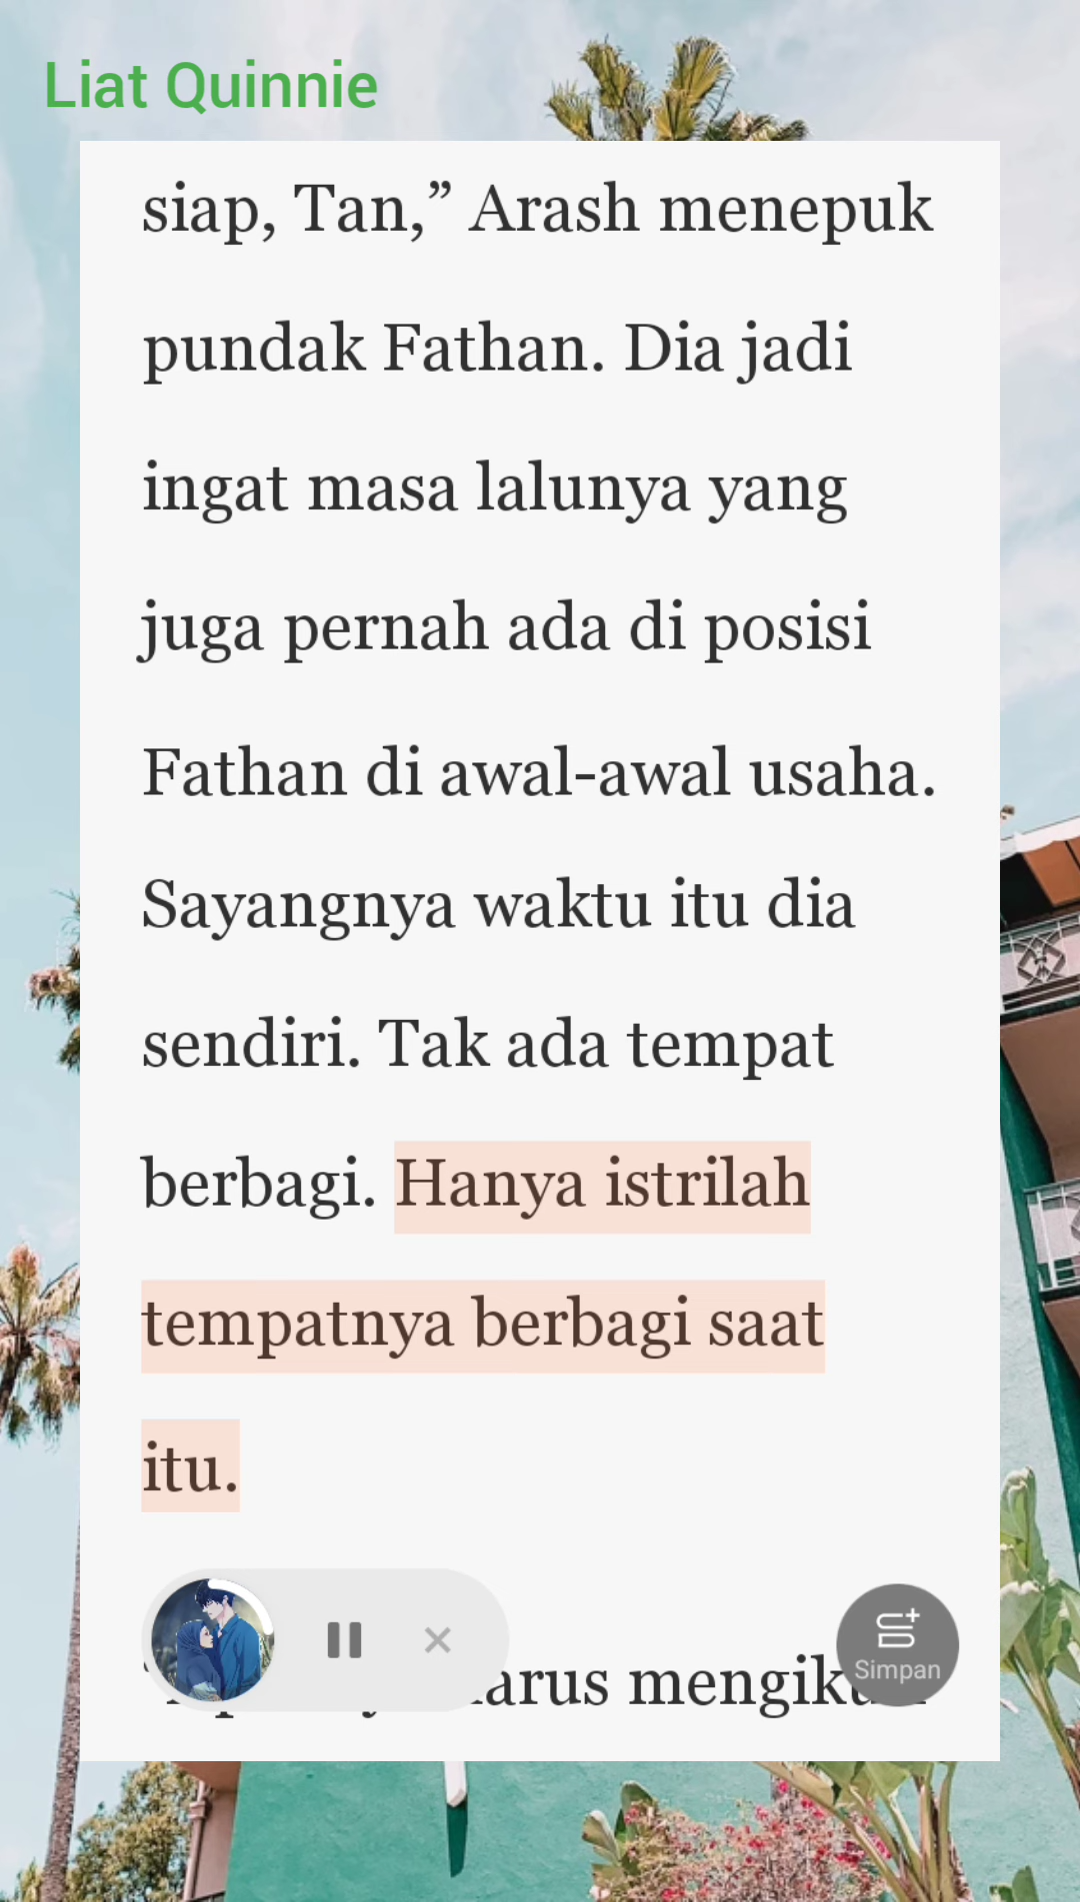 Liat Quinnie
siap, Tan,” Arash menepuk
pundak Fathan. Dia jadi
ingat masa lalunya yang
juga pernah ada di posisi
Fathan di awal-awal usaha.
Sayangnya waktu itu dia
sendiri. Tak ada tempat
berbagi. Hanya istrilah
tempatnya berbagi saat
itu.
Simpan